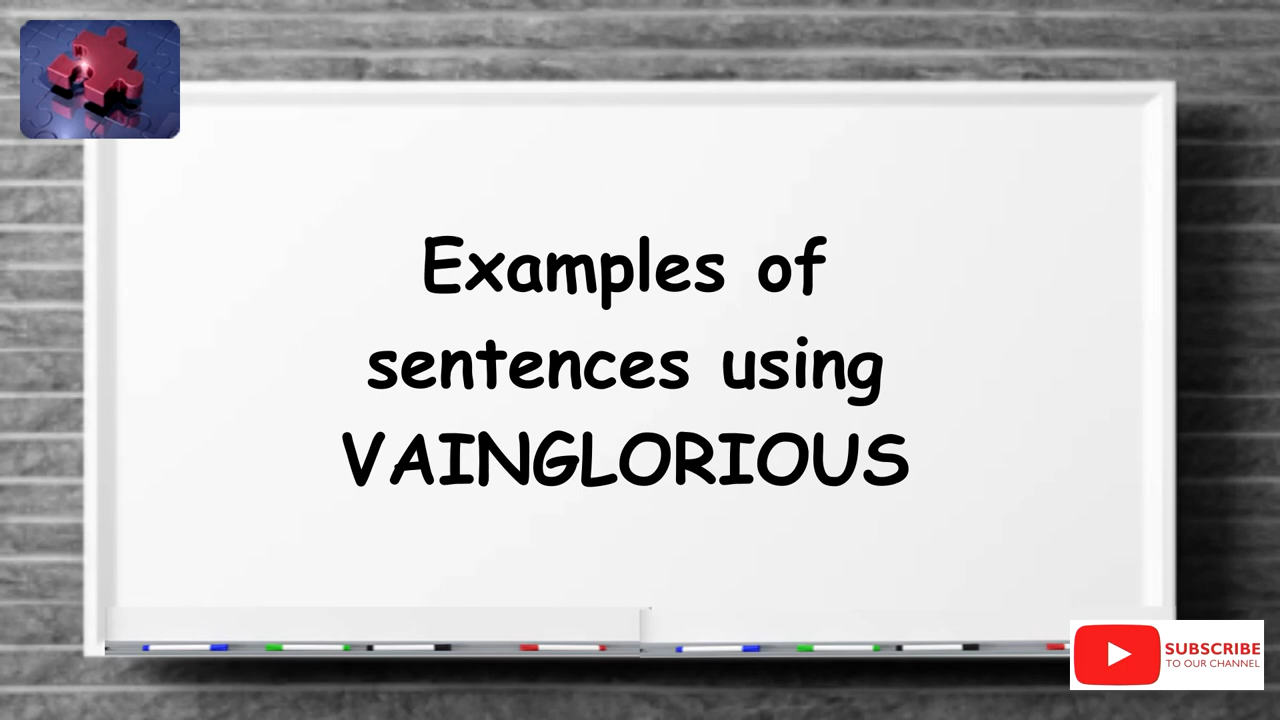 Examples of
sentences using
VAINGLORIOUS
SUBSCRIBE
TO OUR CHANNEL